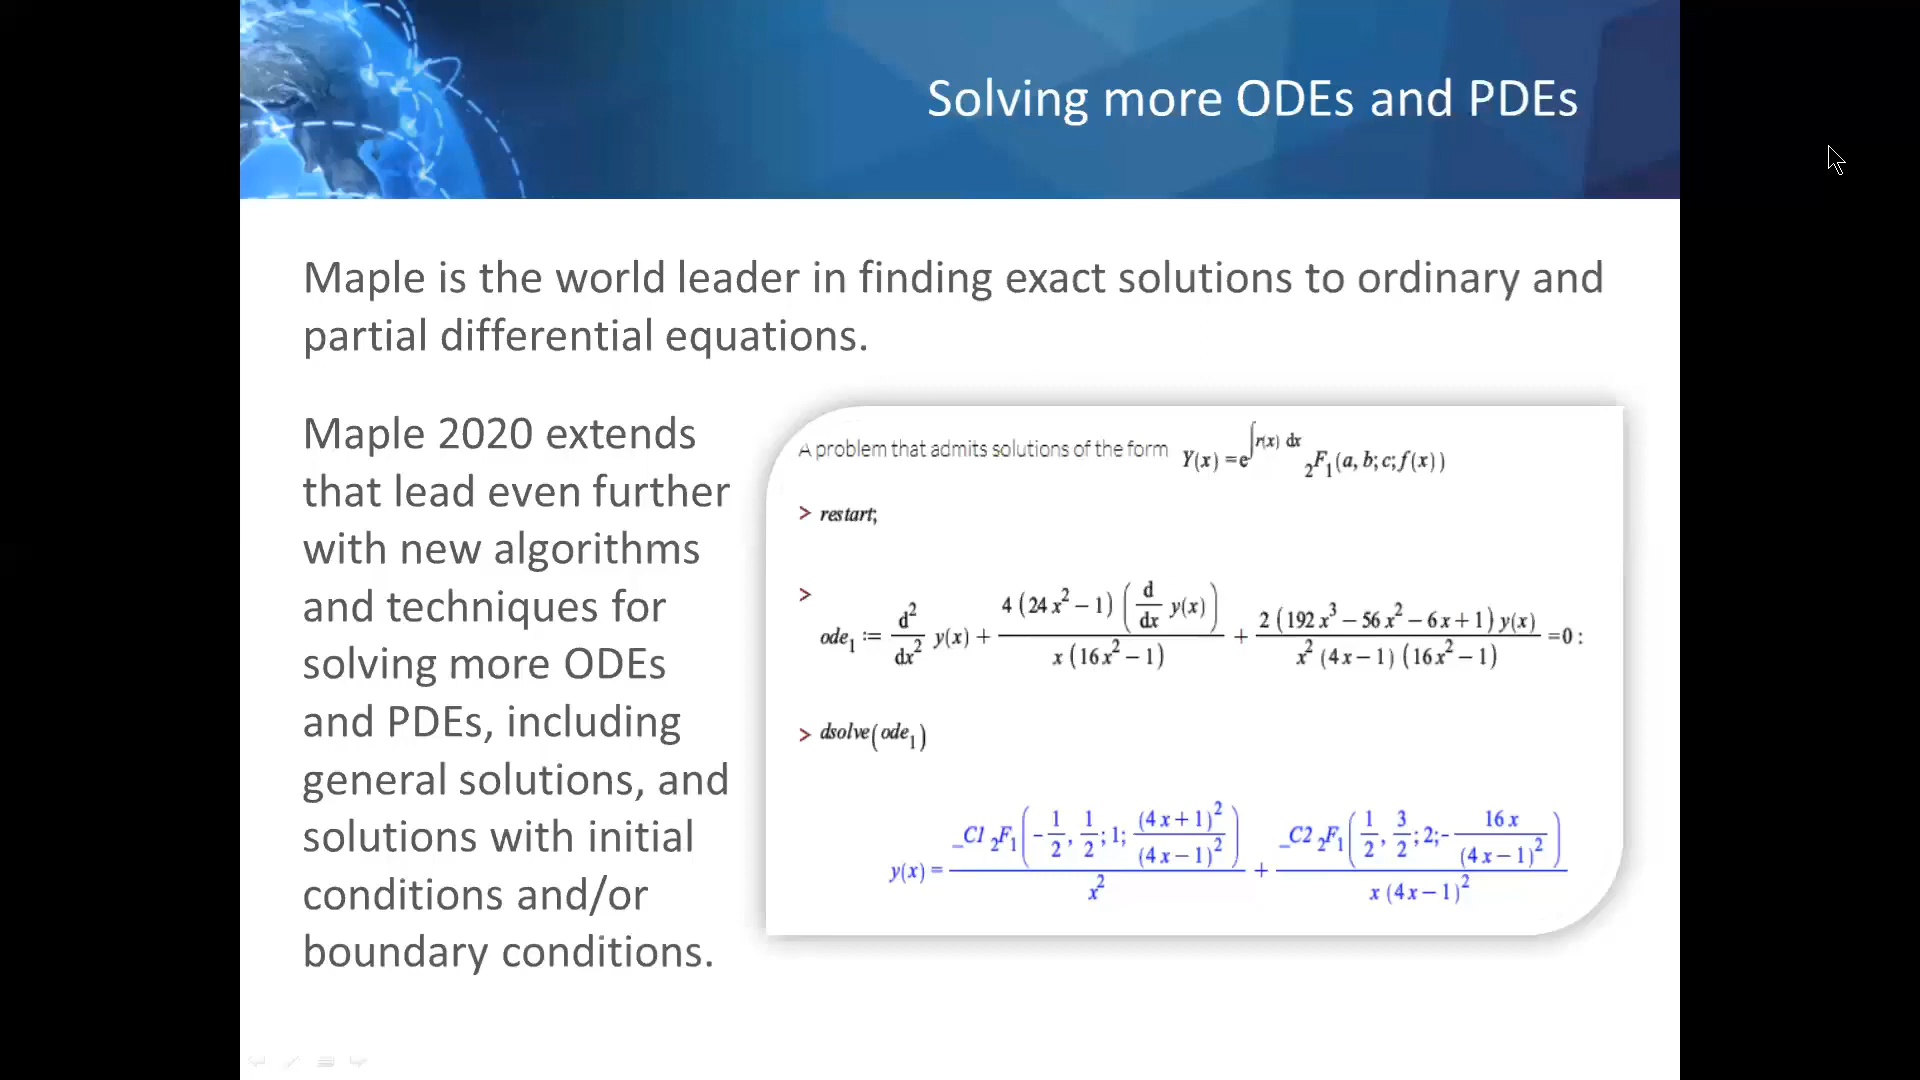 Solving more ODEs and PDEs
Maple is the world leader in finding exact solutions to ordinary and
partial differential equations.
Maple 2020 extends
that lead even further
with new algorithms
and techniques for
solving more ODEs
and PDEs, including
general solutions, and
solutions with initial
conditions and/or
boundary conditions.
A problem that admits solutions of the form Y(x) = e^{∫r(x) dx} ₂F₁(a, b; c; f(x))
> restart;
>
ode₁ := d²/dx² y(x) + 4 (24 x² − 1) (d/dx y(x)) / (x (16 x² − 1)) + 2 (192 x³ − 56 x² − 6 x + 1) y(x) / (x² (4 x − 1) (16 x² − 1)) = 0 :
> dsolve(ode₁)
y(x) = _C1 ₂F₁(−1/2, 1/2; 1; (4 x + 1)² / (4 x − 1)²) / x² + _C2 ₂F₁(1/2, 3/2; 2; − 16 x / (4 x − 1)²) / (x (4 x − 1)²)